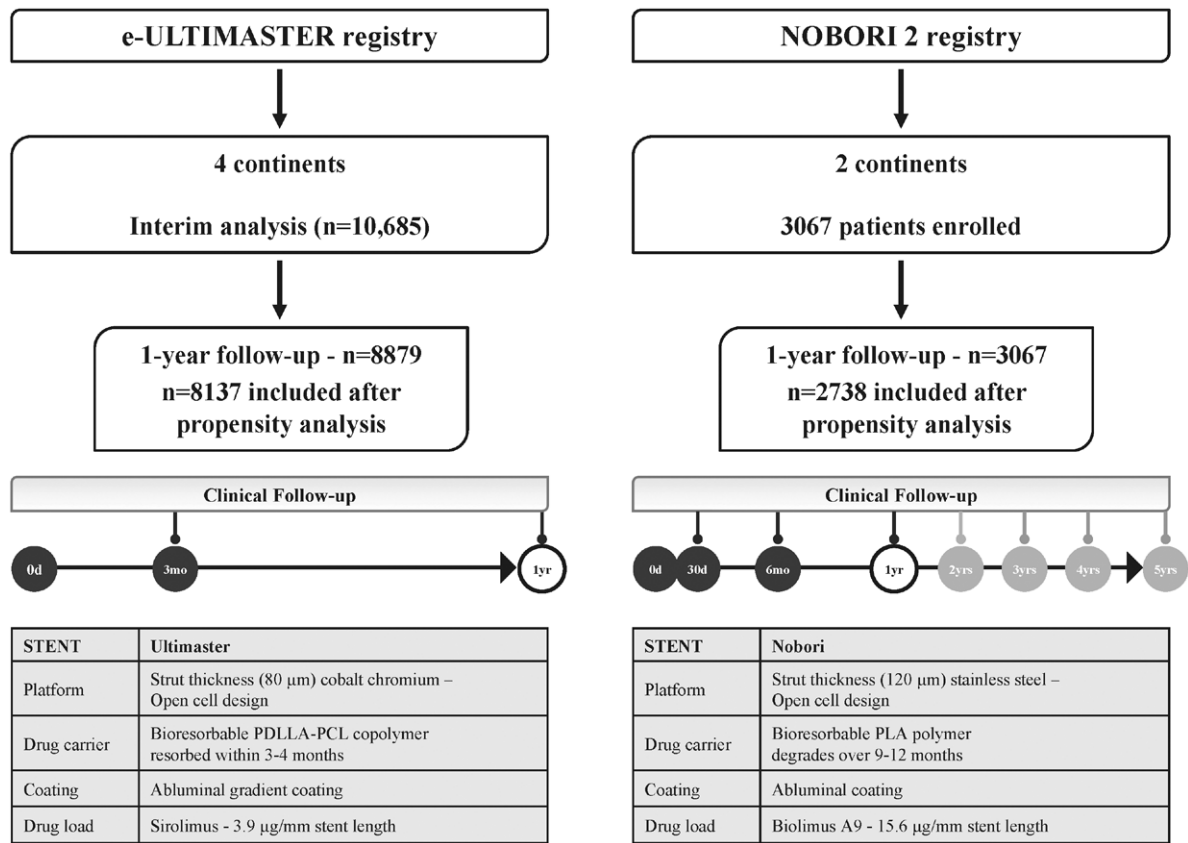 e-ULTIMASTER registry
4 continents
Interim analysis (n=10,685)
1-year follow-up - n=8879
n=8137 included after
propensity analysis
Clinical Follow-up
0d
3mo
1yr
STENT
Ultimaster
Platform
Strut thickness (80 µm) cobalt chromium –
Open cell design
Drug carrier
Bioresorbable PDLLA-PCL copolymer
resorbed within 3-4 months
Coating
Abluminal gradient coating
Drug load
Sirolimus - 3.9 µg/mm stent length
NOBORI 2 registry
2 continents
3067 patients enrolled
1-year follow-up - n=3067
n=2738 included after
propensity analysis
Clinical Follow-up
0d
30d
6mo
1yr
2yrs
3yrs
4yrs
5yrs
STENT
Nobori
Platform
Strut thickness (120 µm) stainless steel –
Open cell design
Drug carrier
Bioresorbable PLA polymer
degrades over 9-12 months
Coating
Abluminal coating
Drug load
Biolimus A9 - 15.6 µg/mm stent length